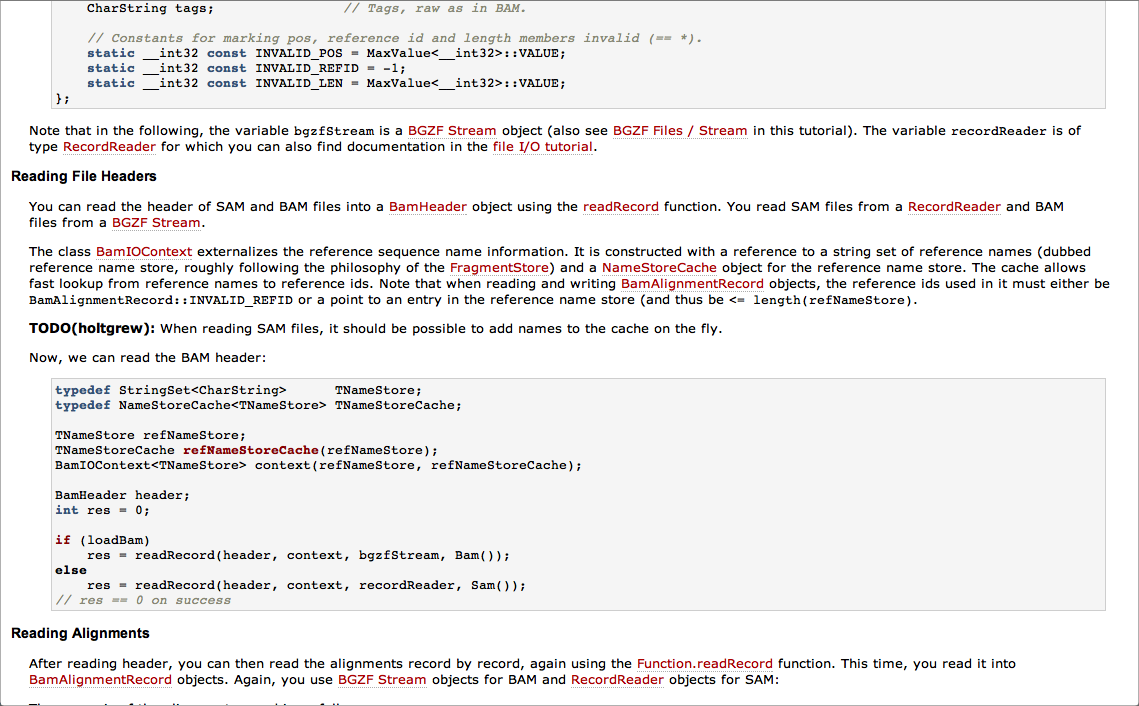 CharString tags;                // Tags, raw as in BAM.
// Constants for marking pos, reference id and length members invalid (== *).
static __int32 const INVALID_POS = MaxValue<__int32>::VALUE;
static __int32 const INVALID_REFID = -1;
static __int32 const INVALID_LEN = MaxValue<__int32>::VALUE;
};
Note that in the following, the variable bgzfStream is a BGZF Stream object (also see BGZF Files / Stream in this tutorial). The variable recordReader is of
type RecordReader for which you can also find documentation in the file I/O tutorial.
Reading File Headers
You can read the header of SAM and BAM files into a BamHeader object using the readRecord function. You read SAM files from a RecordReader and BAM
files from a BGZF Stream.
The class BamIOContext externalizes the reference sequence name information. It is constructed with a reference to a string set of reference names (dubbed
reference name store, roughly following the philosophy of the FragmentStore) and a NameStoreCache object for the reference name store. The cache allows
fast lookup from reference names to reference ids. Note that when reading and writing BamAlignmentRecord objects, the reference ids used in it must either be
BamAlignmentRecord::INVALID_REFID or a point to an entry in the reference name store (and thus be <= length(refNameStore).
TODO(holtgrew): When reading SAM files, it should be possible to add names to the cache on the fly.
Now, we can read the BAM header:
typedef StringSet<CharString>      TNameStore;
typedef NameStoreCache<TNameStore> TNameStoreCache;
TNameStore refNameStore;
TNameStoreCache refNameStoreCache(refNameStore);
BamIOContext<TNameStore> context(refNameStore, refNameStoreCache);
BamHeader header;
int res = 0;
if (loadBam)
    res = readRecord(header, context, bgzfStream, Bam());
else
    res = readRecord(header, context, recordReader, Sam());
// res == 0 on success
Reading Alignments
After reading header, you can then read the alignments record by record, again using the Function.readRecord function. This time, you read it into
BamAlignmentRecord objects. Again, you use BGZF Stream objects for BAM and RecordReader objects for SAM: